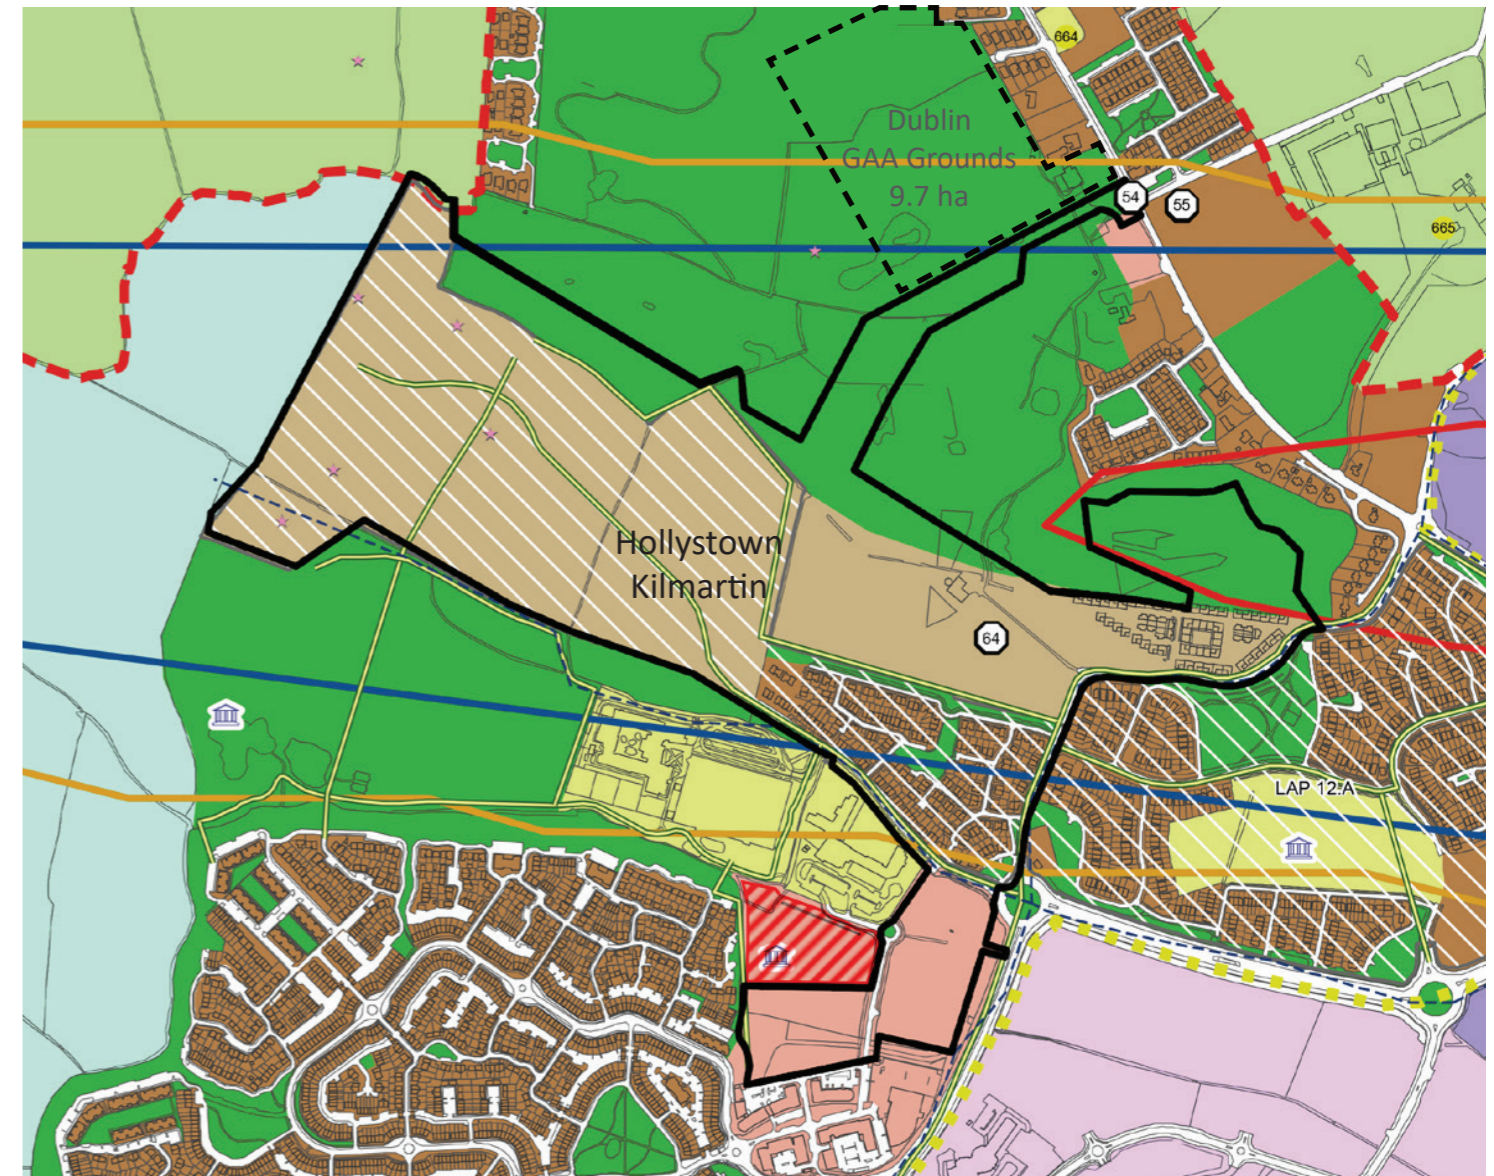 664
Dublin
GAA Grounds
9.7 ha
54
55
665
Hollystown
Kilmartin
64
LAP 12.A